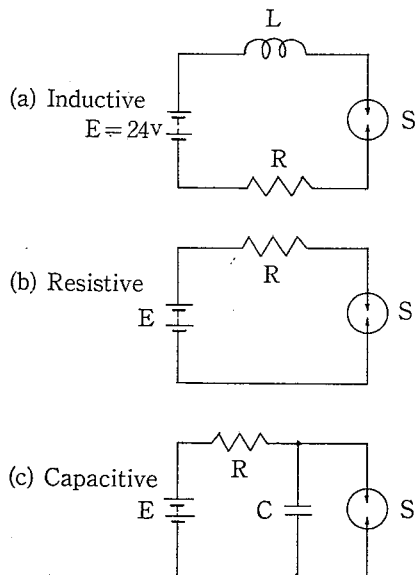 L
(a) Inductive
E = 24v
S
R
R
(b) Resistive
E
S
(c) Capacitive
R
E
C
S